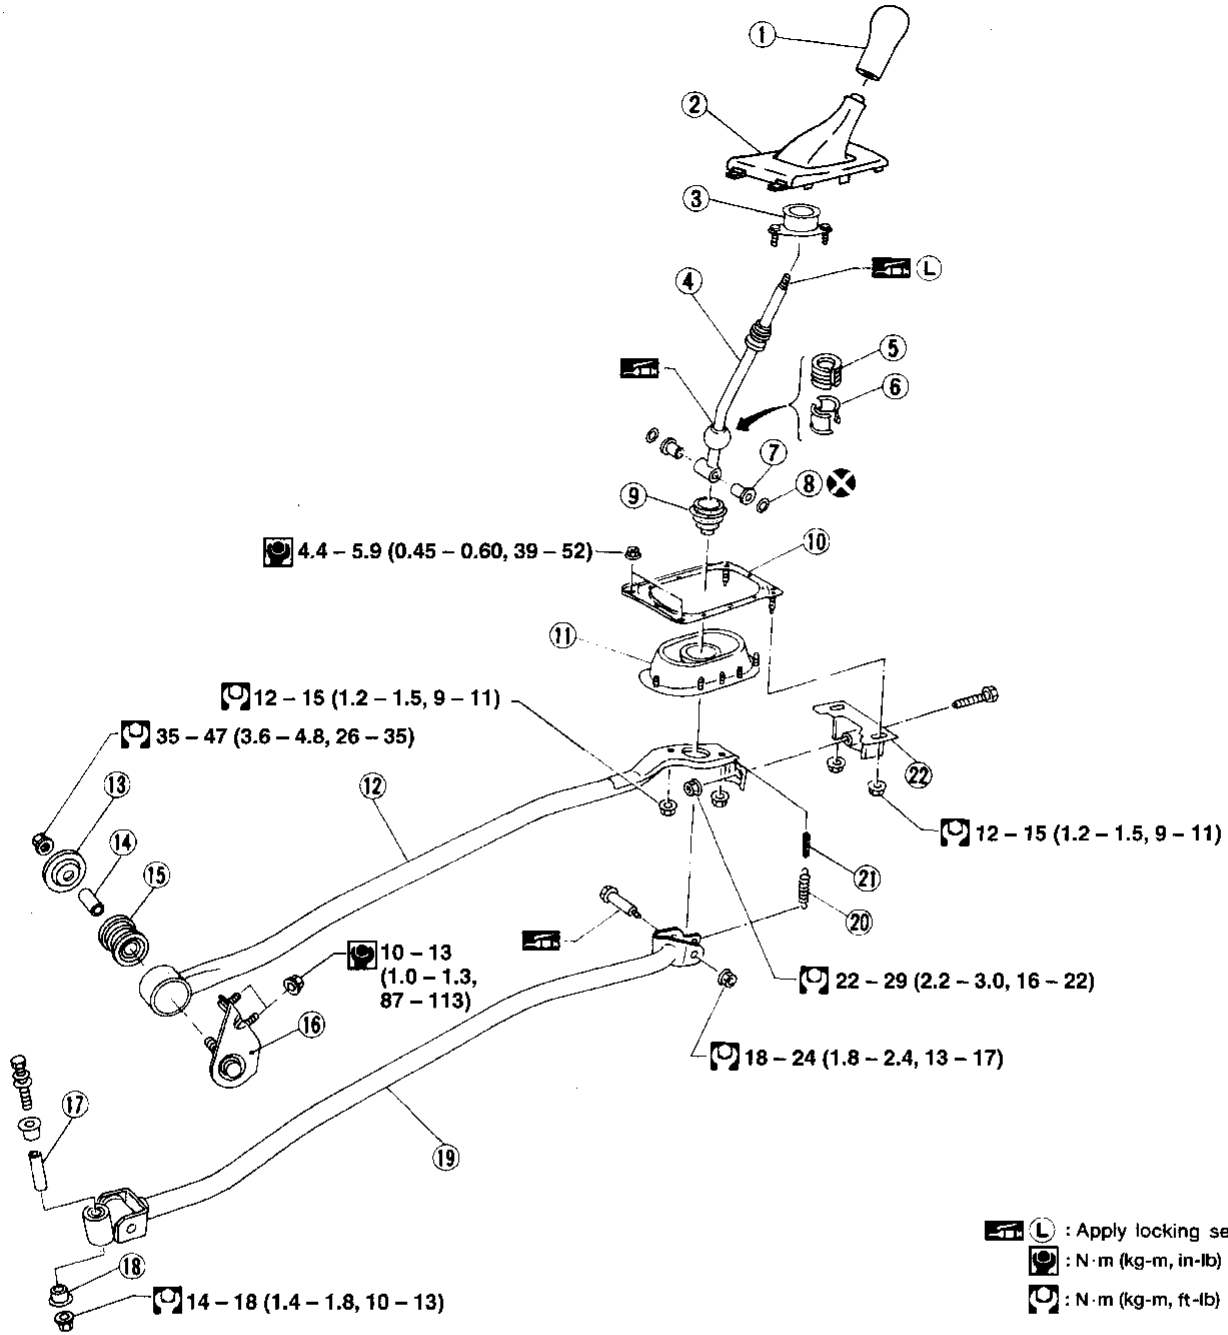 1
2
3
L
4
5
6
7
8
9
4.4 – 5.9 (0.45 – 0.60, 39 – 52)
10
11
12 – 15 (1.2 – 1.5, 9 – 11)
35 – 47 (3.6 – 4.8, 26 – 35)
13
12
22
14
12 – 15 (1.2 – 1.5, 9 – 11)
15
21
20
10 – 13
(1.0 – 1.3,
87 – 113)
22 – 29 (2.2 – 3.0, 16 – 22)
16
18 – 24 (1.8 – 2.4, 13 – 17)
17
19
L : Apply locking se
: N·m (kg-m, in-lb)
18
14 – 18 (1.4 – 1.8, 10 – 13)
: N·m (kg-m, ft-lb)